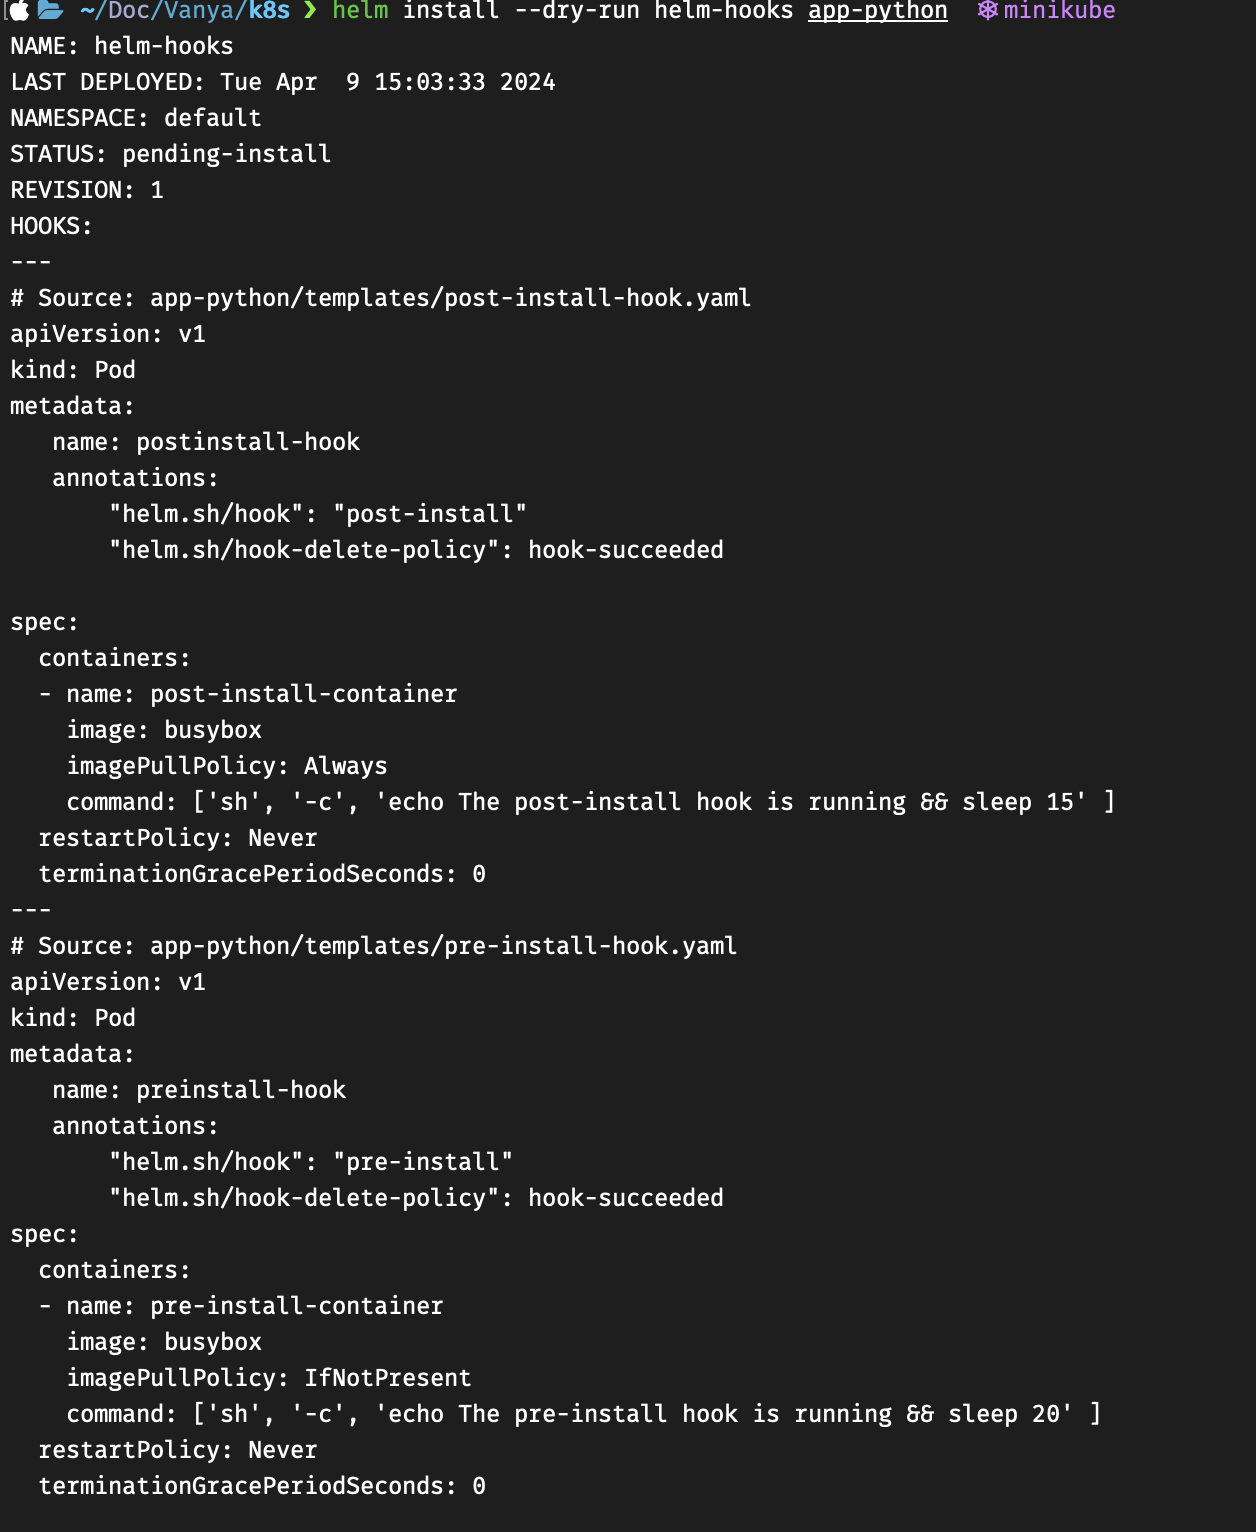 ~/Doc/Vanya/k8s ❯ helm install --dry-run helm-hooks app-python ⎈ minikube
NAME: helm-hooks
LAST DEPLOYED: Tue Apr  9 15:03:33 2024
NAMESPACE: default
STATUS: pending-install
REVISION: 1
HOOKS:
---
# Source: app-python/templates/post-install-hook.yaml
apiVersion: v1
kind: Pod
metadata:
   name: postinstall-hook
   annotations:
       "helm.sh/hook": "post-install"
       "helm.sh/hook-delete-policy": hook-succeeded

spec:
  containers:
  - name: post-install-container
    image: busybox
    imagePullPolicy: Always
    command: ['sh', '-c', 'echo The post-install hook is running && sleep 15' ]
  restartPolicy: Never
  terminationGracePeriodSeconds: 0
---
# Source: app-python/templates/pre-install-hook.yaml
apiVersion: v1
kind: Pod
metadata:
   name: preinstall-hook
   annotations:
       "helm.sh/hook": "pre-install"
       "helm.sh/hook-delete-policy": hook-succeeded
spec:
  containers:
  - name: pre-install-container
    image: busybox
    imagePullPolicy: IfNotPresent
    command: ['sh', '-c', 'echo The pre-install hook is running && sleep 20' ]
  restartPolicy: Never
  terminationGracePeriodSeconds: 0